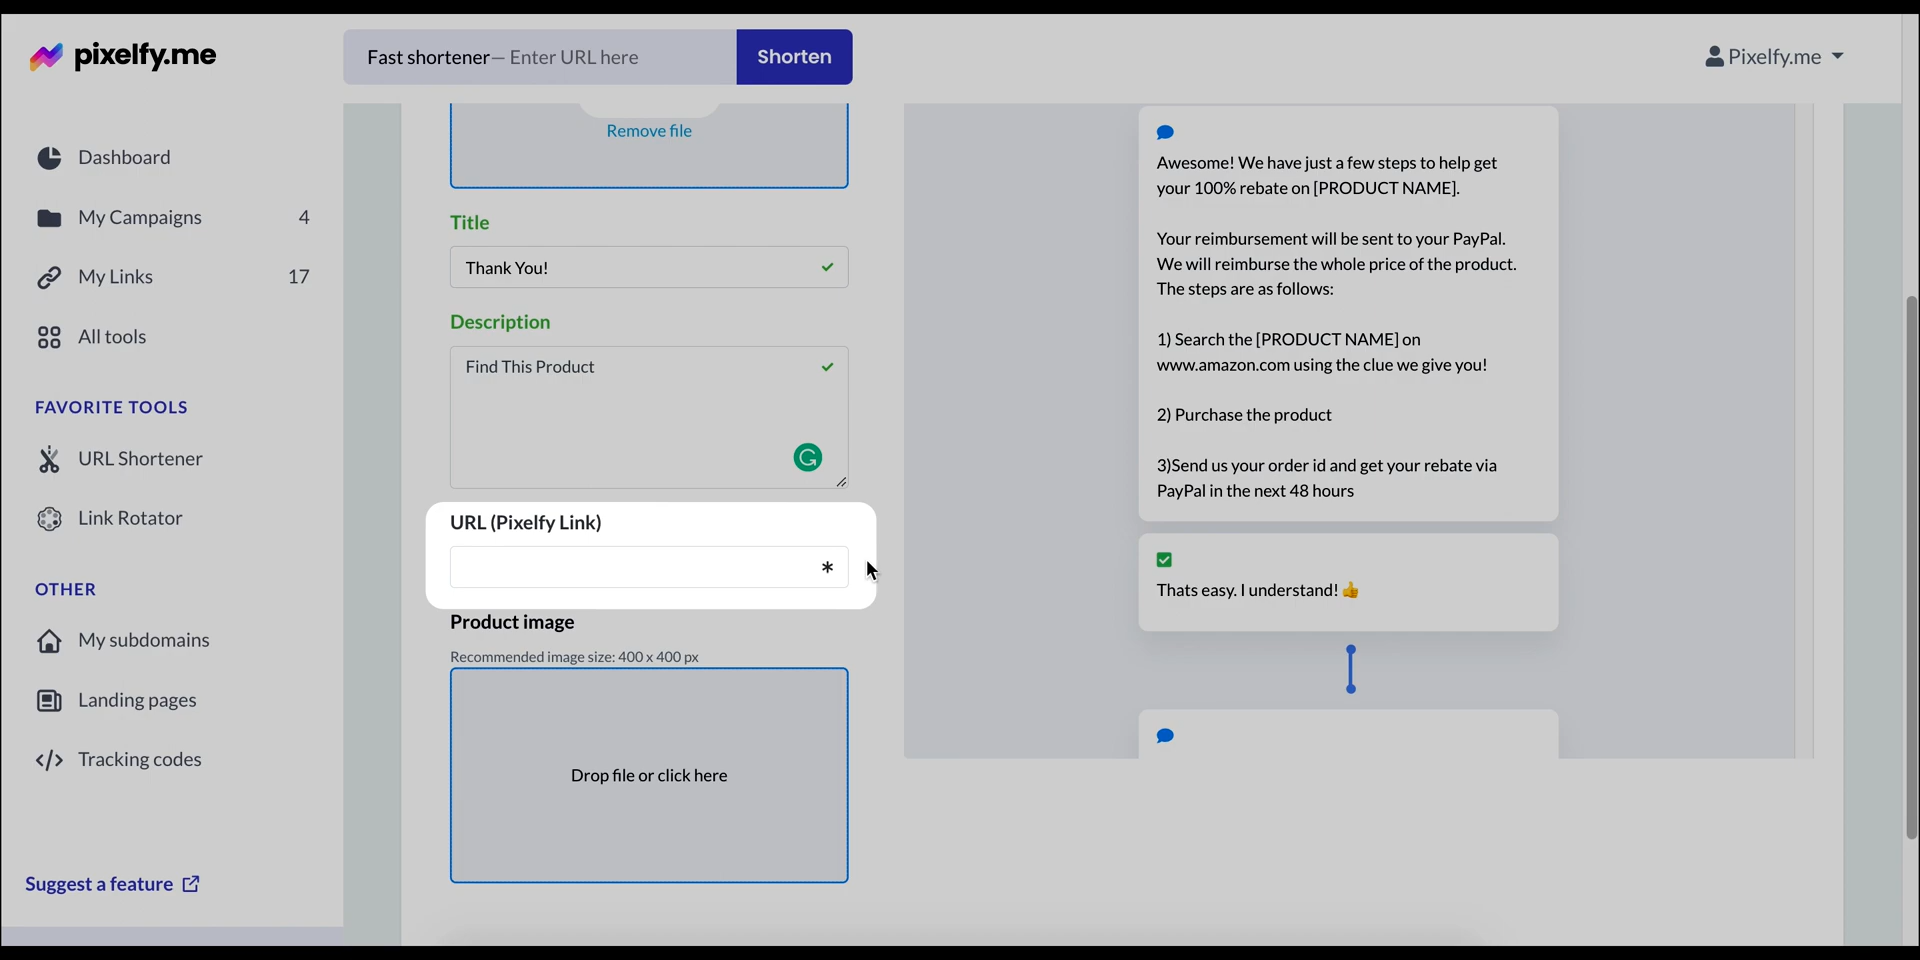 pixelfy.me
Fast shortener— Enter URL here
Shorten
Pixelfy.me
Dashboard
My Campaigns 4
My Links 17
All tools
FAVORITE TOOLS
URL Shortener
Link Rotator
OTHER
My subdomains
Landing pages
Tracking codes
Suggest a feature
Remove file
Title
Thank You!
Description
Find This Product
URL (Pixelfy Link)
*
Product image
Recommended image size: 400 x 400 px
Drop file or click here
Awesome! We have just a few steps to help get
your 100% rebate on [PRODUCT NAME].
Your reimbursement will be sent to your PayPal.
We will reimburse the whole price of the product.
The steps are as follows:
1) Search the [PRODUCT NAME] on
www.amazon.com using the clue we give you!
2) Purchase the product
3)Send us your order id and get your rebate via
PayPal in the next 48 hours
Thats easy. I understand! 👍